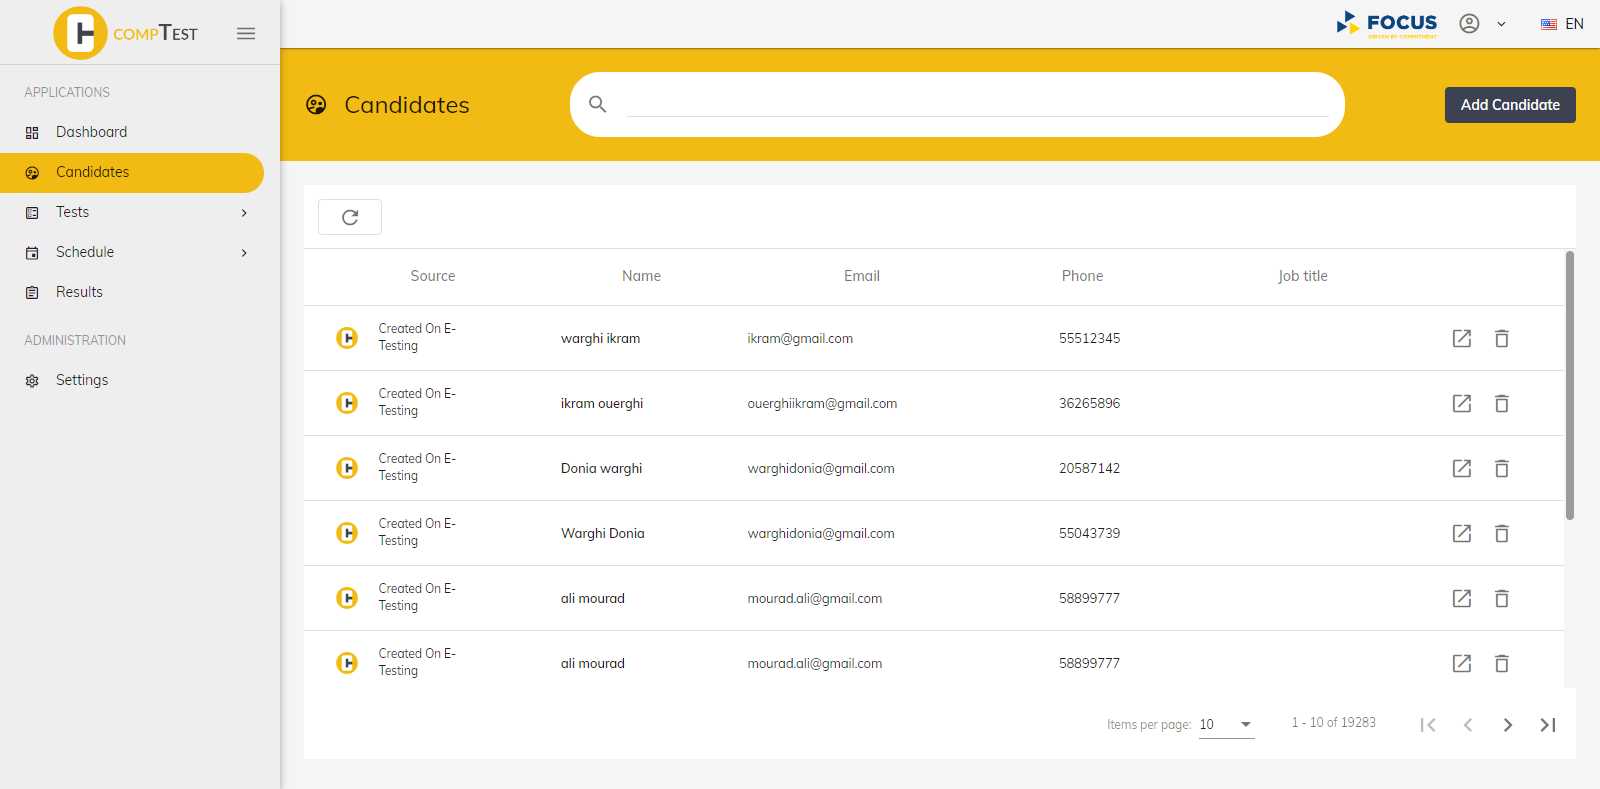 COMPTEST
FOCUS
DRIVEN BY COMMITMENT
EN
APPLICATIONS
Dashboard
Candidates
Tests
Schedule
Results
ADMINISTRATION
Settings
Candidates
Add Candidate
Source Name Email Phone Job title
Created On E-
Testing
warghi ikram ikram@gmail.com 55512345
Created On E-
Testing
ikram ouerghi ouerghiikram@gmail.com 36265896
Created On E-
Testing
Donia warghi warghidonia@gmail.com 20587142
Created On E-
Testing
Warghi Donia warghidonia@gmail.com 55043739
Created On E-
Testing
ali mourad mourad.ali@gmail.com 58899777
Created On E-
Testing
ali mourad mourad.ali@gmail.com 58899777
Items per page: 10 1 - 10 of 19283